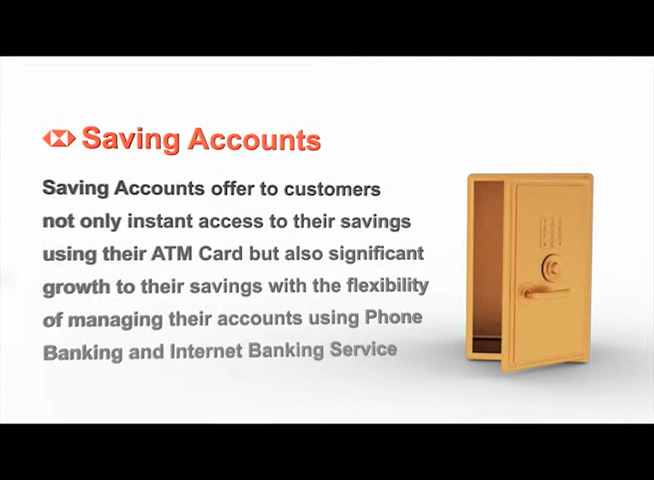 Saving Accounts
Saving Accounts offer to customers
not only instant access to their savings
using their ATM Card but also significant
growth to their savings with the flexibility
of managing their accounts using Phone
Banking and Internet Banking Service